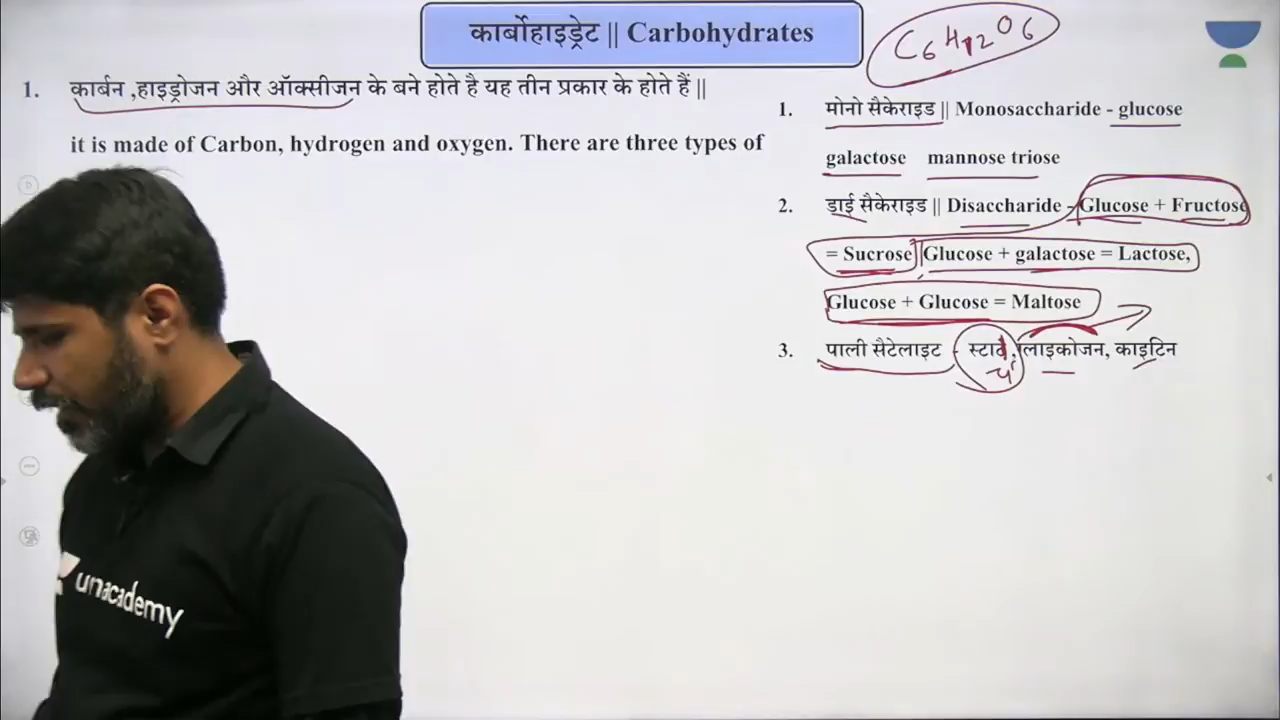 कार्बोहाइड्रेट || Carbohydrates
C6H12O6
1. कार्बन ,हाइड्रोजन और ऑक्सीजन के बने होते है यह तीन प्रकार के होते हैं ||
it is made of Carbon, hydrogen and oxygen. There are three types of
1. मोनो सैकेराइड || Monosaccharide - glucose
galactose mannose triose
2. डाई सैकेराइड || Disaccharide - Glucose + Fructose
= Sucrose Glucose + galactose = Lactose,
Glucose + Glucose = Maltose
3. पाली सैटेलाइट - लाइकोजन, काइटिन
unacademy